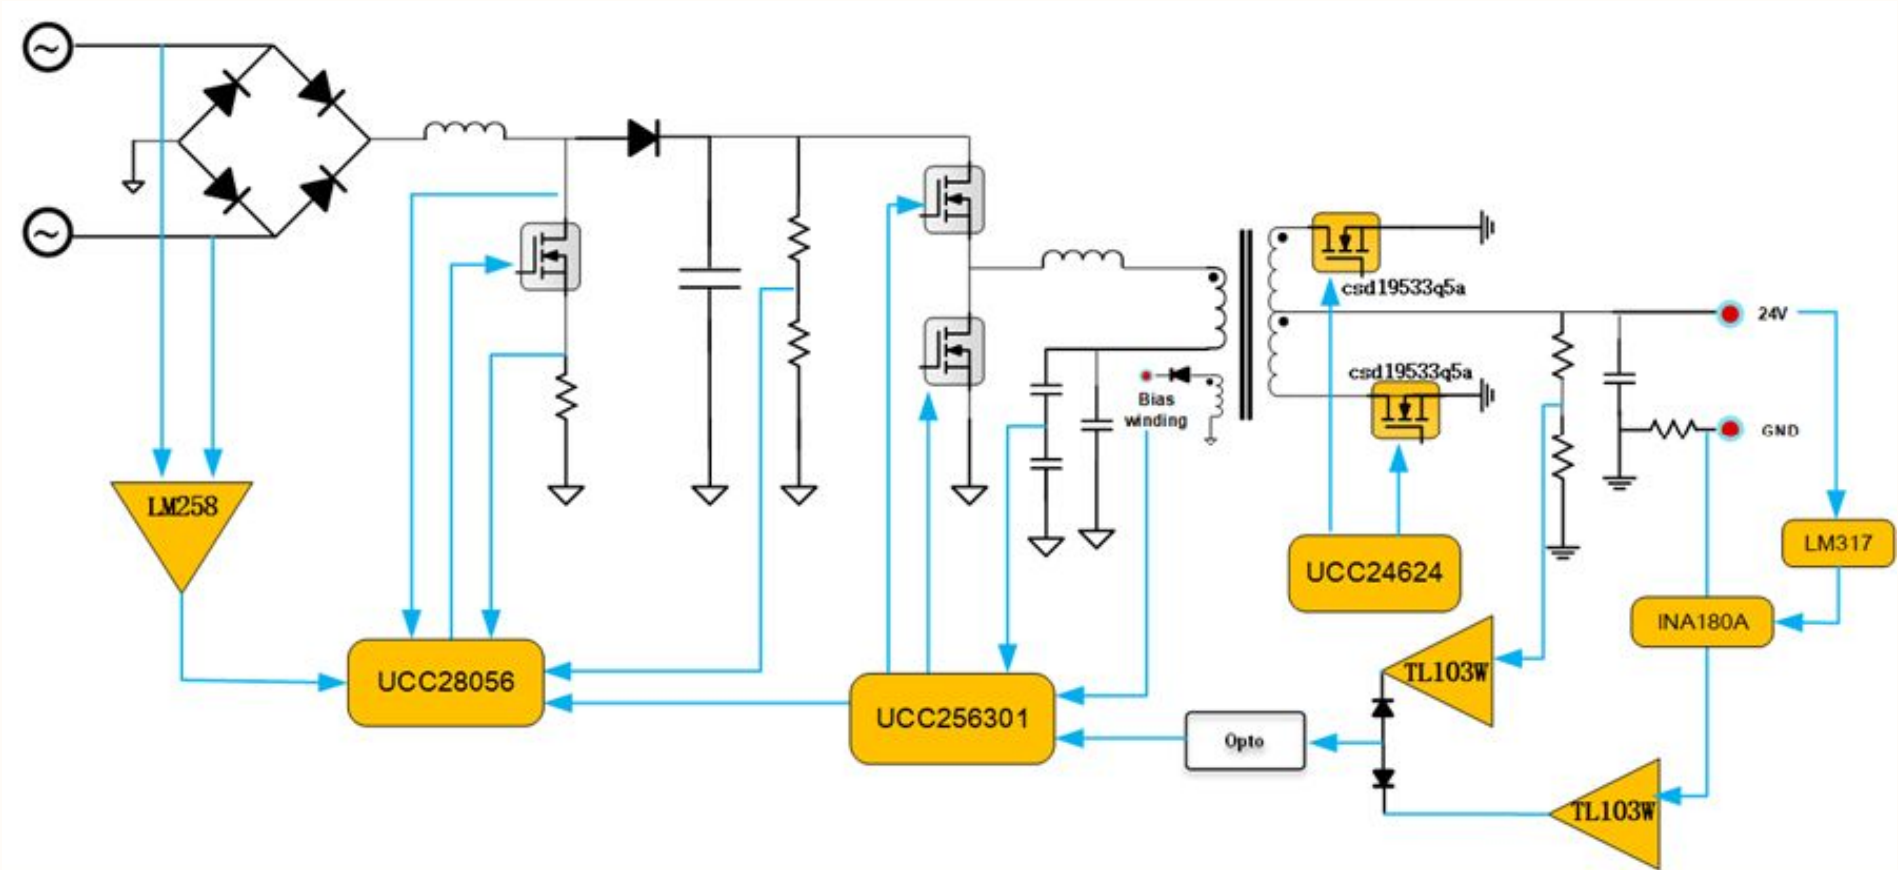 csd19533q5a
24V
csd19533q5a
Bias
winding
GND
LM258
LM317
UCC24624
INA180A
TL103W
UCC28056
UCC256301
Opto
TL103W